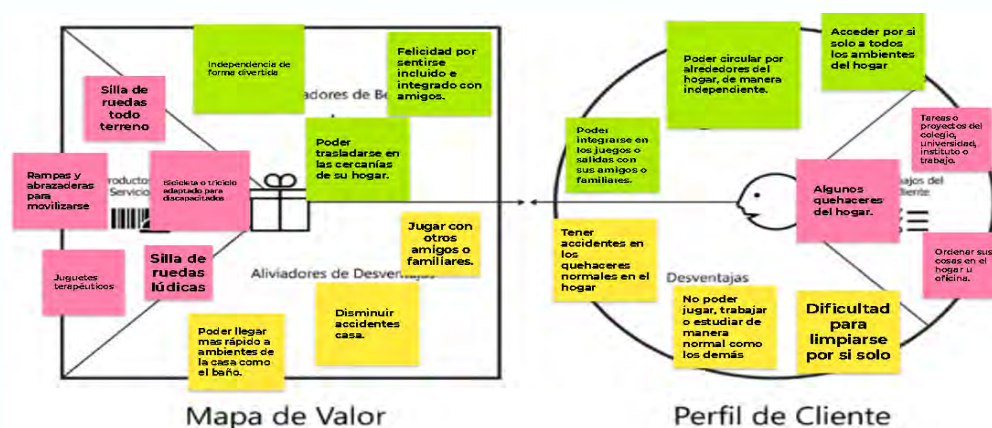 Independencia de
forma divertida
Felicidad por
sentirse
incluido e
integrado con
amigos.
adores de Be
Silla de
ruedas
todo
terreno
Poder
trasladarse en
las cercanías
de su hogar.
Rampas y
abrazaderas
para
movilizarse
roductos
Servicio
Bicicleta o triciclo
adaptado para
discapacitados
Jugar con
otros
amigos o
familiares.
Juguetes
terapéuticos
Silla de
ruedas
lúdicas
Aliviadores de Desventajas
Disminuir
accidentes
casa.
Poder llegar
mas rápido a
ambientes de
la casa como
el baño.
Mapa de Valor
Poder circular por
alrededores del
hogar, de manera
independiente.
Acceder por si
solo a todos
los ambientes
del hogar
Poder
integrarse en
los juegos o
salidas con
sus amigos o
familiares.
Tareas o
proyectos del
colegio,
universidad,
instituto o
trabajo.
Algunos
quehaceres
del hogar.
ajos del
liente
Tener
accidentes en
los
quehaceres
normales en el
hogar
Ordenar sus
cosas en el
hogar u
oficina.
Desventajas
No poder
jugar, trabajar
o estudiar de
manera
normal como
los demás
Dificultad
para
limpiarse
por si solo
Perfil de Cliente